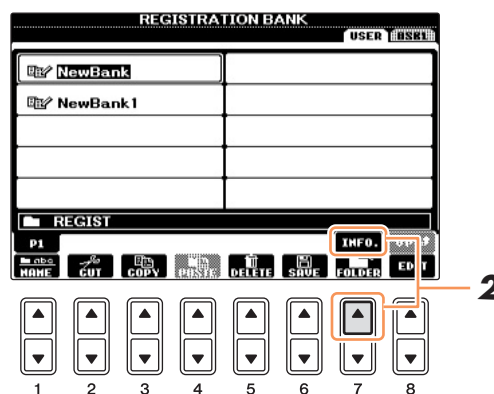 REGISTRATION BANK
USER USB1
NewBank
NewBank1
REGIST
P1 INFO.
NAME CUT COPY PASTE DELETE SAVE FOLDER
2
1 2 3 4 5 6 7 8